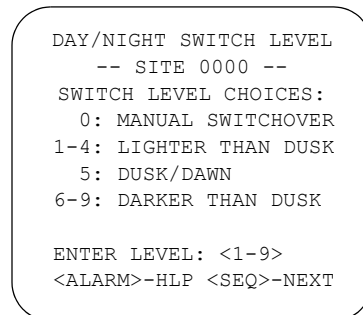 DAY/NIGHT SWITCH LEVEL
-- SITE 0000 --
SWITCH LEVEL CHOICES:
0: MANUAL SWITCHOVER
1-4: LIGHTER THAN DUSK
5: DUSK/DAWN
6-9: DARKER THAN DUSK
ENTER LEVEL: <1-9>
<ALARM>-HLP <SEQ>-NEXT